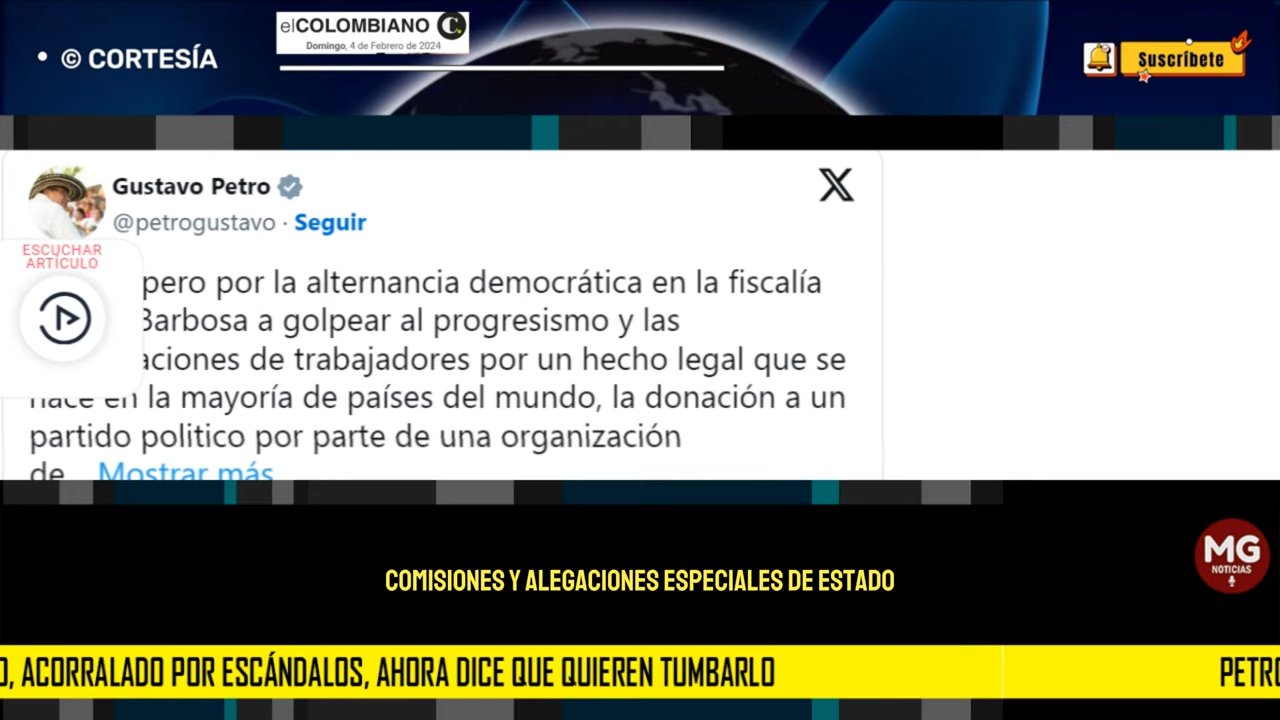 • © CORTESÍA
elCOLOMBIANO C.
Domingo, 4 de Febrero de 2024
Suscríbete
Gustavo Petro
@petrogustavo · Seguir
X
ESCUCHAR
ARTÍCULO
pero por la alternancia democrática en la fiscalía
Barbosa a golpear al progresismo y las
aciones de trabajadores por un hecho legal que se
hace en la mayoría de países del mundo, la donación a un
partido politico por parte de una organización
de... Mostrar más
COMISIONES Y ALEGACIONES ESPECIALES DE ESTADO
MG
NOTICIAS
O, ACORRALADO POR ESCÁNDALOS, AHORA DICE QUE QUIEREN TUMBARLO
PETRO